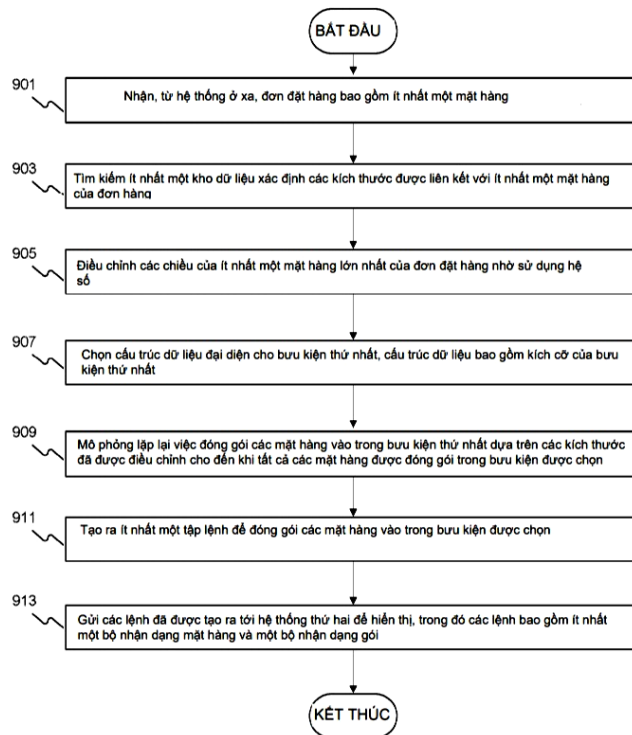 BẮT ĐẦU
901
Nhận, từ hệ thống ở xa, đơn đặt hàng bao gồm ít nhất một mặt hàng
903
Tìm kiếm ít nhất một kho dữ liệu xác định các kích thước được liên kết với ít nhất một mặt hàng
của đơn hàng
905
Điều chỉnh các chiều của ít nhất một mặt hàng lớn nhất của đơn đặt hàng nhờ sử dụng hệ
số
907
Chọn cấu trúc dữ liệu đại diện cho bưu kiện thứ nhất, cấu trúc dữ liệu bao gồm kích cỡ của bưu
kiện thứ nhất
909
Mô phỏng lặp lại việc đóng gói các mặt hàng vào trong bưu kiện thứ nhất dựa trên các kích thước
đã được điều chỉnh cho đến khi tất cả các mặt hàng được đóng gói trong bưu kiện được chọn
911
Tạo ra ít nhất một tập lệnh để đóng gói các mặt hàng vào trong bưu kiện được chọn
913
Gửi các lệnh đã được tạo ra tới hệ thống thứ hai để hiển thị, trong đó các lệnh bao gồm ít nhất
một bộ nhận dạng mặt hàng và một bộ nhận dạng gói
KẾT THÚC